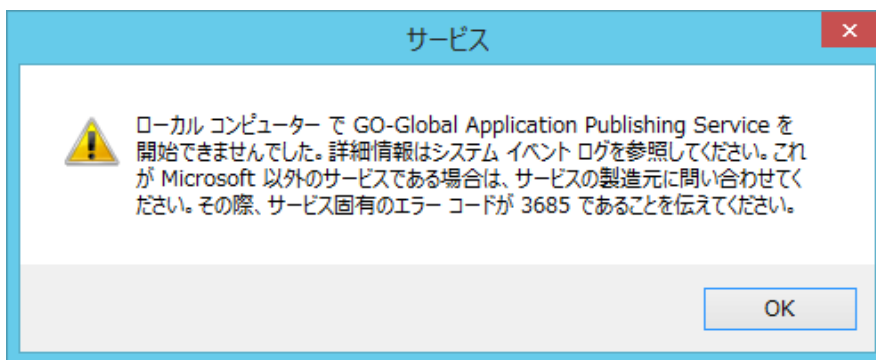 サービス
ローカル コンピューター で GO-Global Application Publishing Service を
開始できませんでした。詳細情報はシステム イベント ログを参照してください。これ
が Microsoft 以外のサービスである場合は、サービスの製造元に問い合わせてく
ださい。その際、サービス固有のエラー コードが 3685 であることを伝えてください。
OK